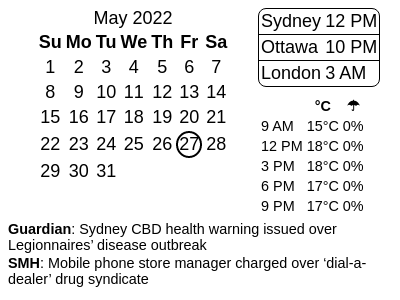 May 2022
Su Mo Tu We Th Fr Sa
1 2 3 4 5 6 7
8 9 10 11 12 13 14
15 16 17 18 19 20 21
22 23 24 25 26 27 28
29 30 31
Sydney 12 PM
Ottawa 10 PM
London 3 AM
°C ☂
9 AM 15°C 0%
12 PM 18°C 0%
3 PM 18°C 0%
6 PM 17°C 0%
9 PM 17°C 0%
Guardian: Sydney CBD health warning issued over
Legionnaires’ disease outbreak
SMH: Mobile phone store manager charged over ‘dial-a-
dealer’ drug syndicate